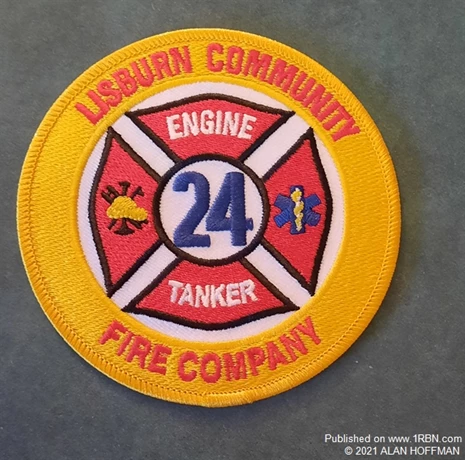 LISBURN COMMUNITY
ENGINE
24
TANKER
FIRE COMPANY
Published on www.1RBN.com
© 2021 ALAN HOFFMAN